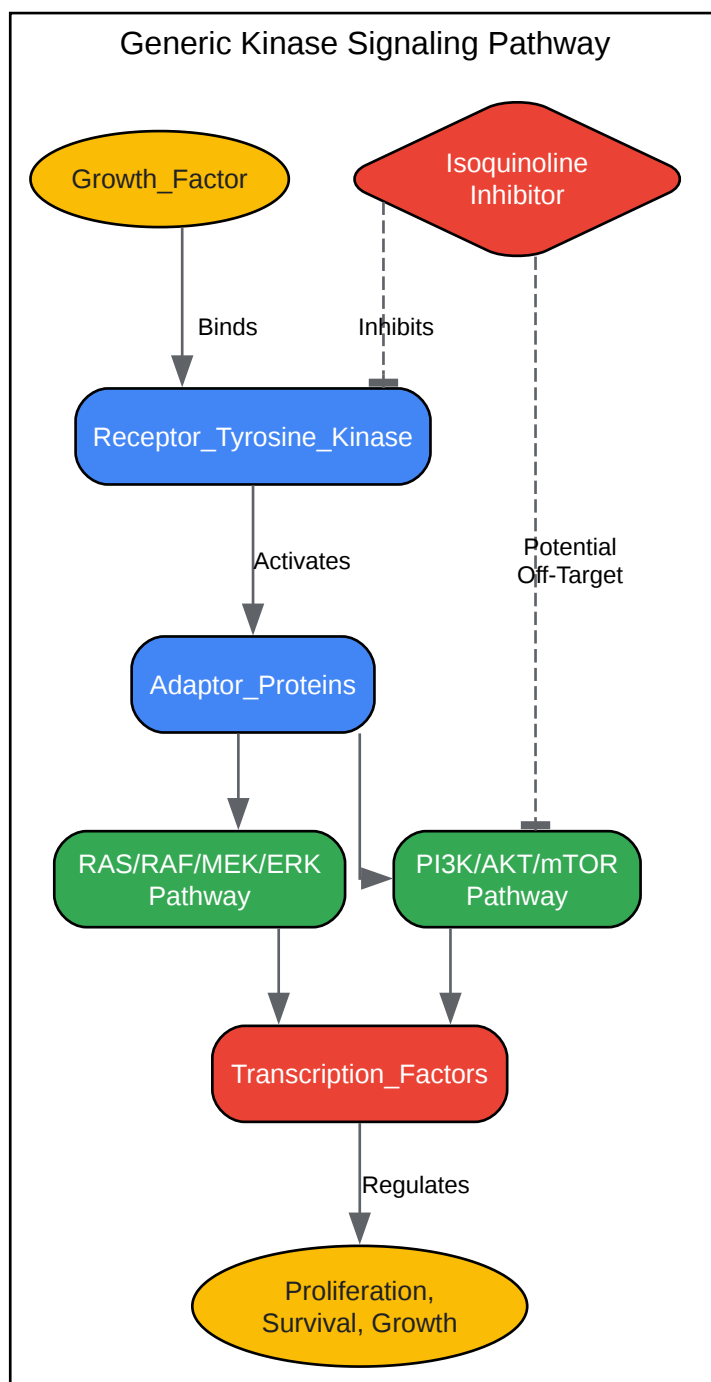 Generic Kinase Signaling Pathway
Growth_Factor
Isoquinoline
Inhibitor
Binds
Inhibits
Receptor_Tyrosine_Kinase
Activates
Potential
Off-Target
Adaptor_Proteins
RAS/RAF/MEK/ERK
Pathway
PI3K/AKT/mTOR
Pathway
Transcription_Factors
Regulates
Proliferation,
Survival, Growth